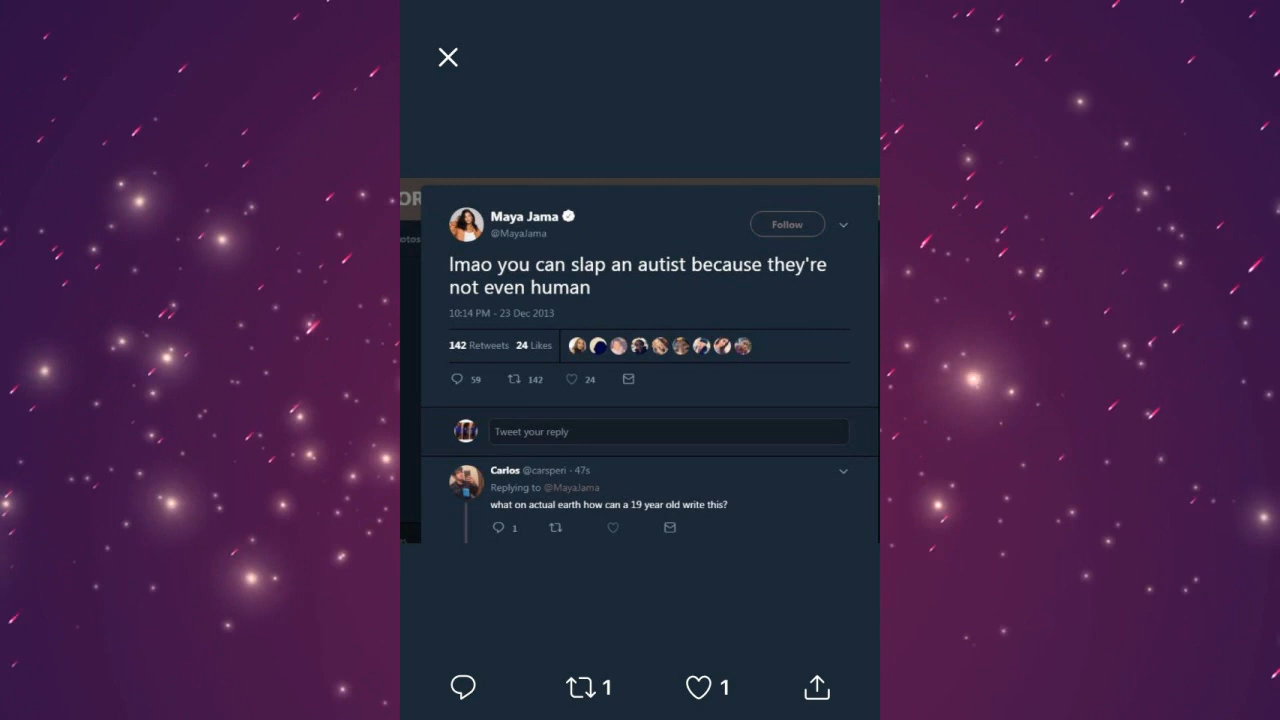 OR
Maya Jama
@MayaJama
Follow
otos
lmao you can slap an autist because they're
not even human
10:14 PM - 23 Dec 2013
142 Retweets 24 Likes
59 142 24
Tweet your reply
Carlos @carsperi · 47s
Replying to @MayaJama
what on actual earth how can a 19 year old write this?
1
1 1